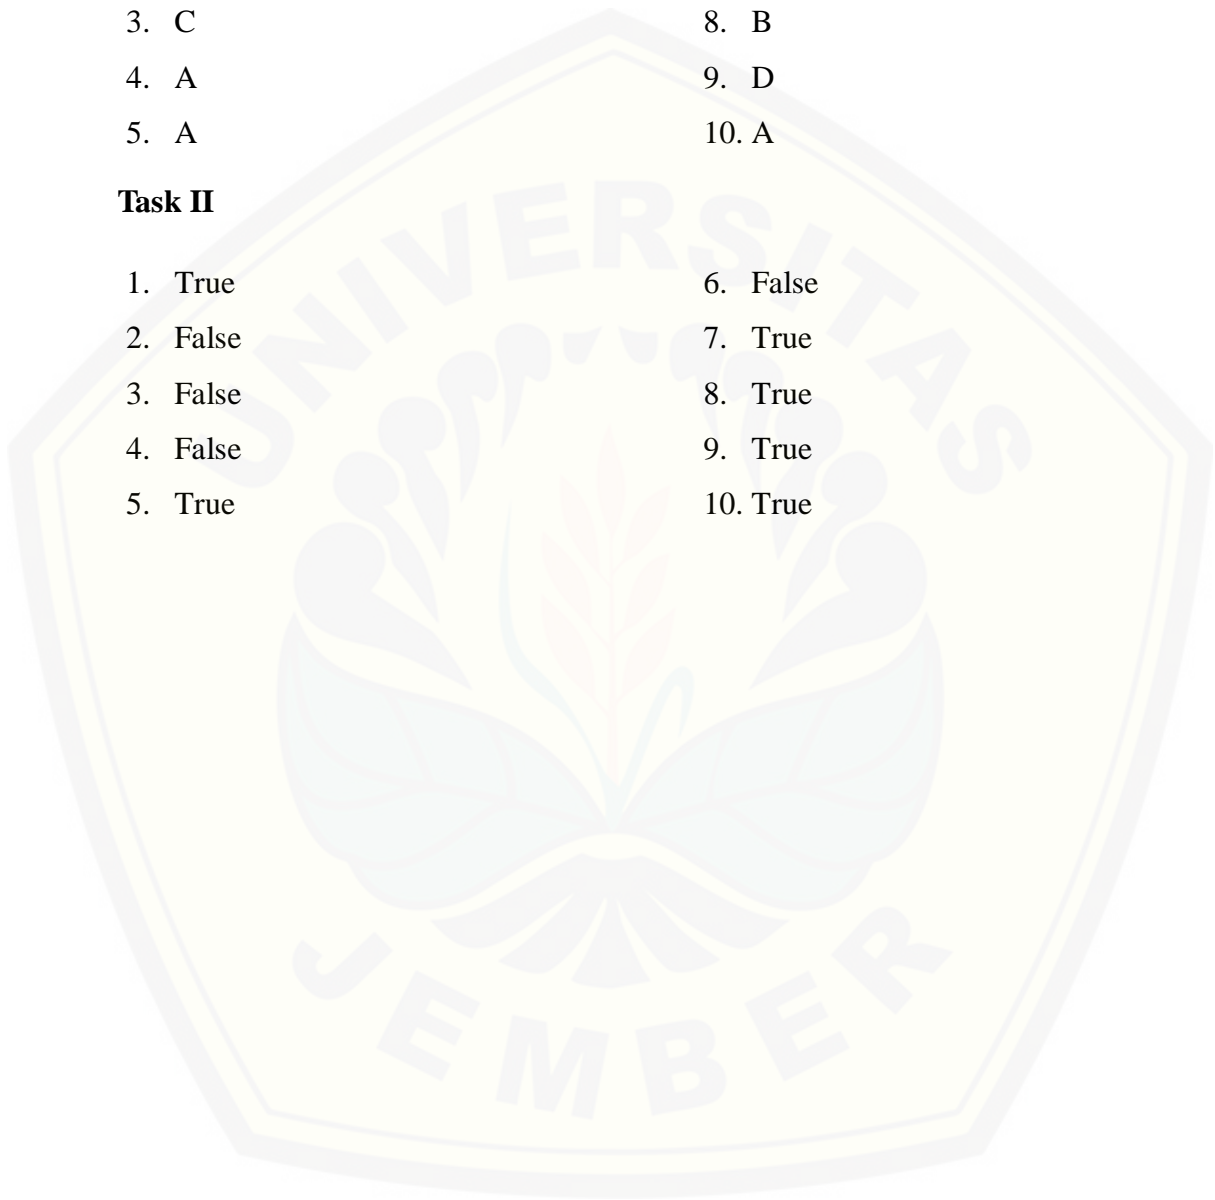 3. C
4. A
5. A
8. B
9. D
10. A
Task II
1. True
2. False
3. False
4. False
5. True
6. False
7. True
8. True
9. True
10. True
UNIVERSITAS
JEMBER